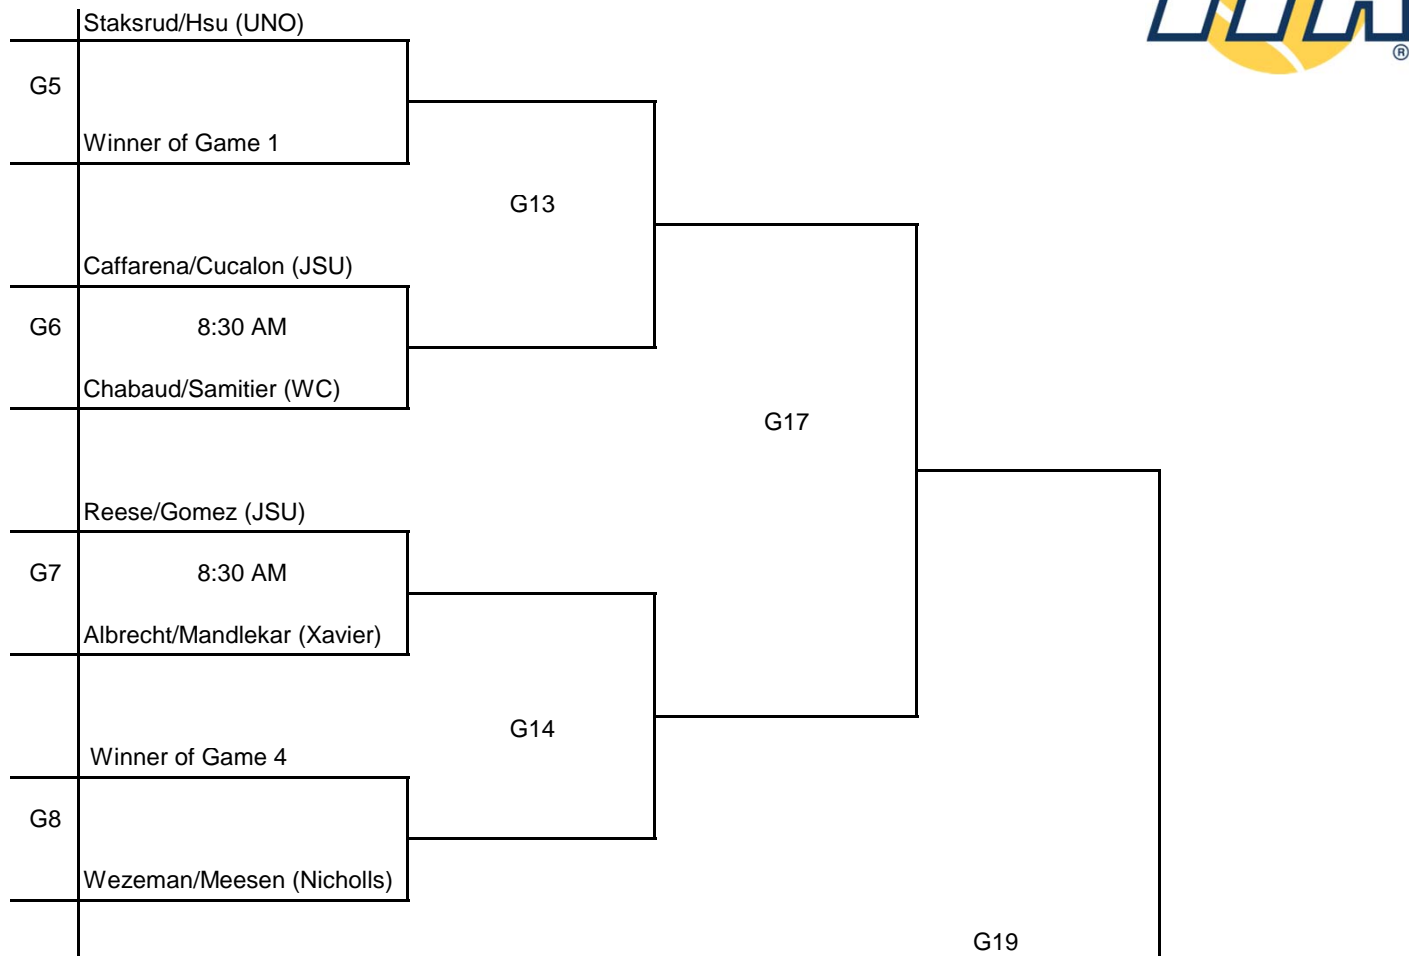 Staksrud/Hsu (UNO)
ITA
®
G5
Winner of Game 1
G13
Caffarena/Cucalon (JSU)
G6
8:30 AM
Chabaud/Samitier (WC)
G17
Reese/Gomez (JSU)
G7
8:30 AM
Albrecht/Mandlekar (Xavier)
G14
Winner of Game 4
G8
Wezeman/Meesen (Nicholls)
G19